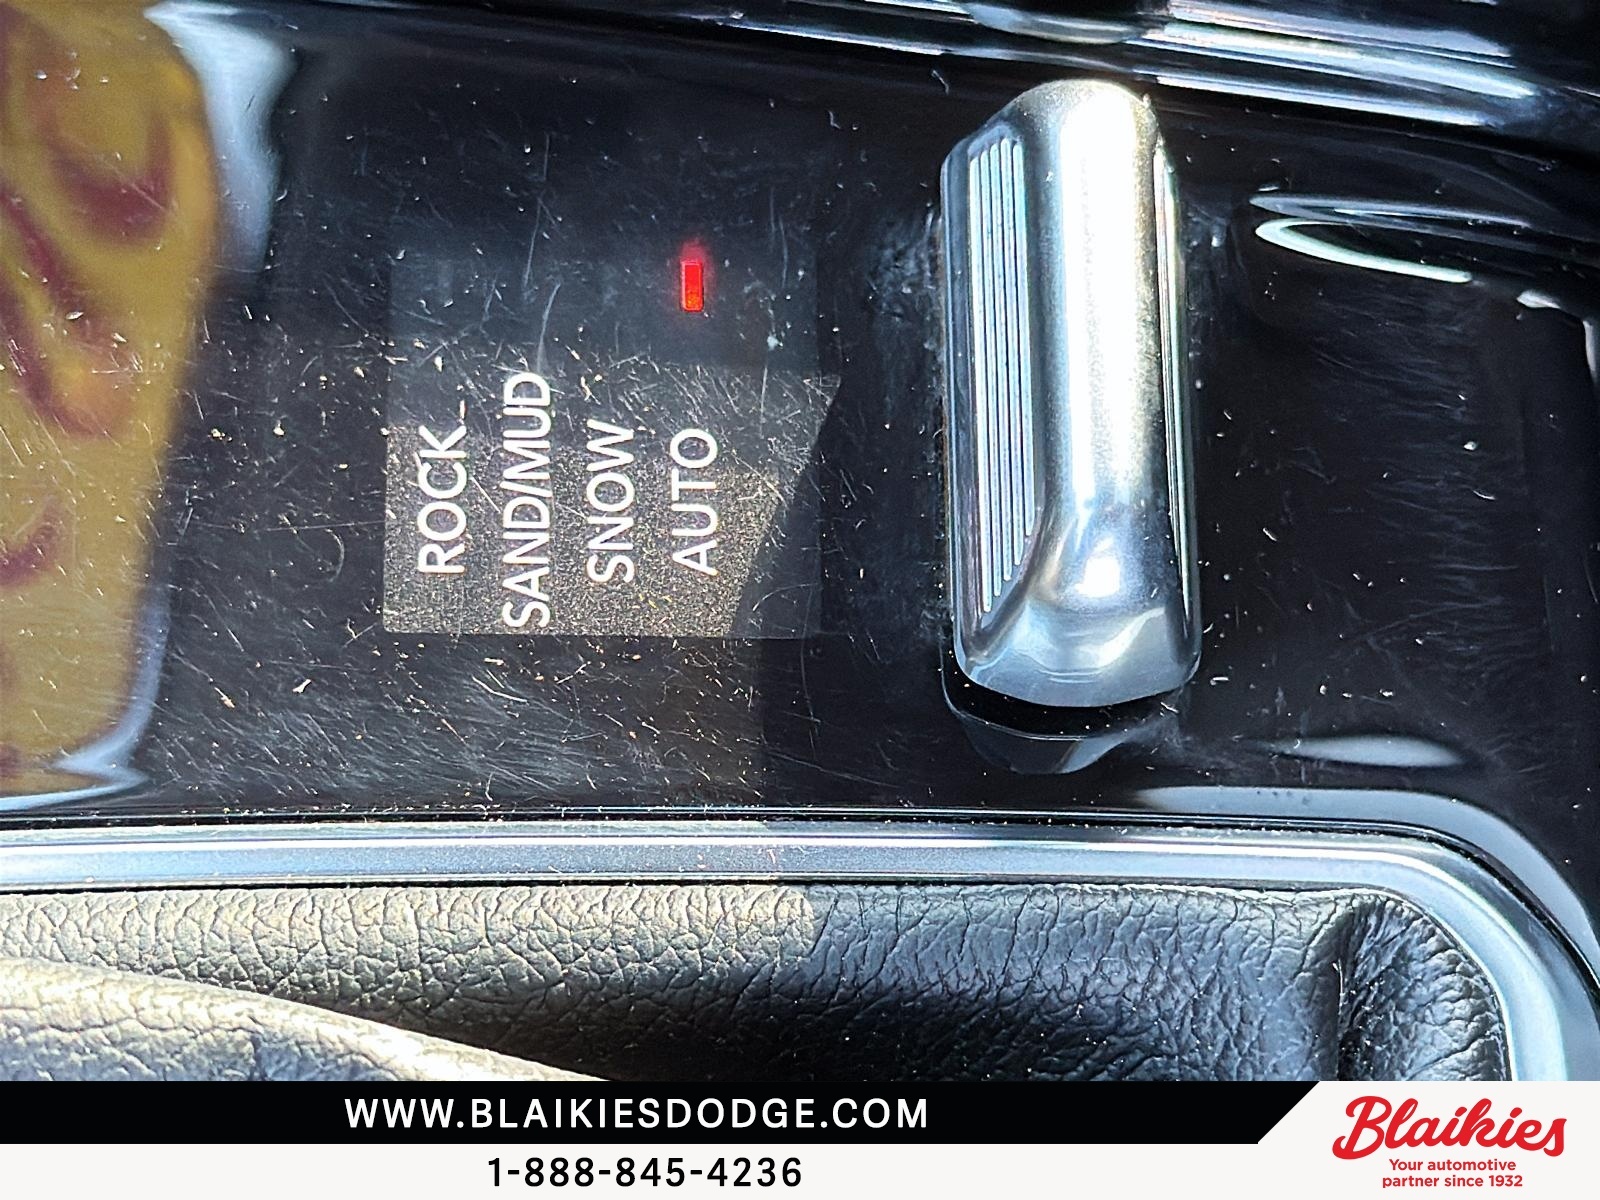 ROCK
SAND/MUD
SNOW
AUTO
WWW.BLAIKIESDODGE.COM
1-888-845-4236
Blaikies
Your automotive
partner since 1932